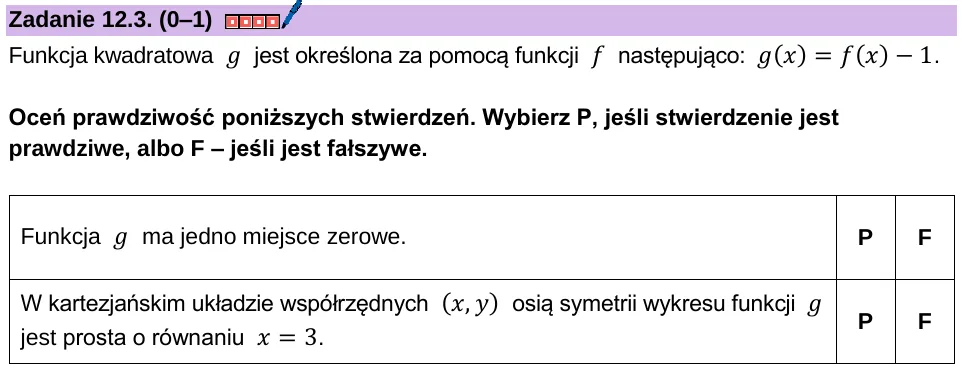 Zadanie 12.3. (0–1)
Funkcja kwadratowa g jest określona za pomocą funkcji f następująco: g(x) = f(x) − 1.
Oceń prawdziwość poniższych stwierdzeń. Wybierz P, jeśli stwierdzenie jest
prawdziwe, albo F – jeśli jest fałszywe.
Funkcja g ma jedno miejsce zerowe. P F
W kartezjańskim układzie współrzędnych (x, y) osią symetrii wykresu funkcji g
jest prosta o równaniu x = 3. P F